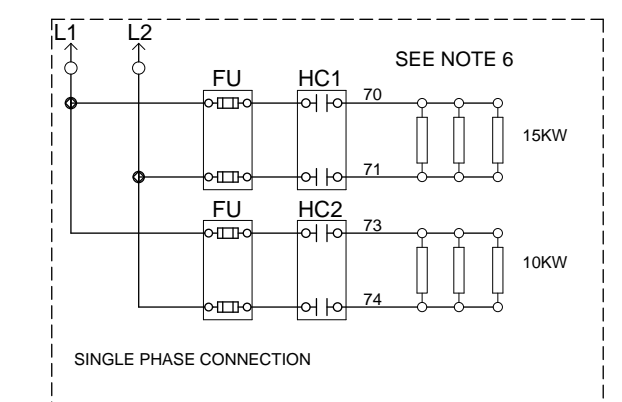 L1 L2
SEE NOTE 6
FU HC1
70
15KW
71
FU HC2
73
10KW
74
SINGLE PHASE CONNECTION